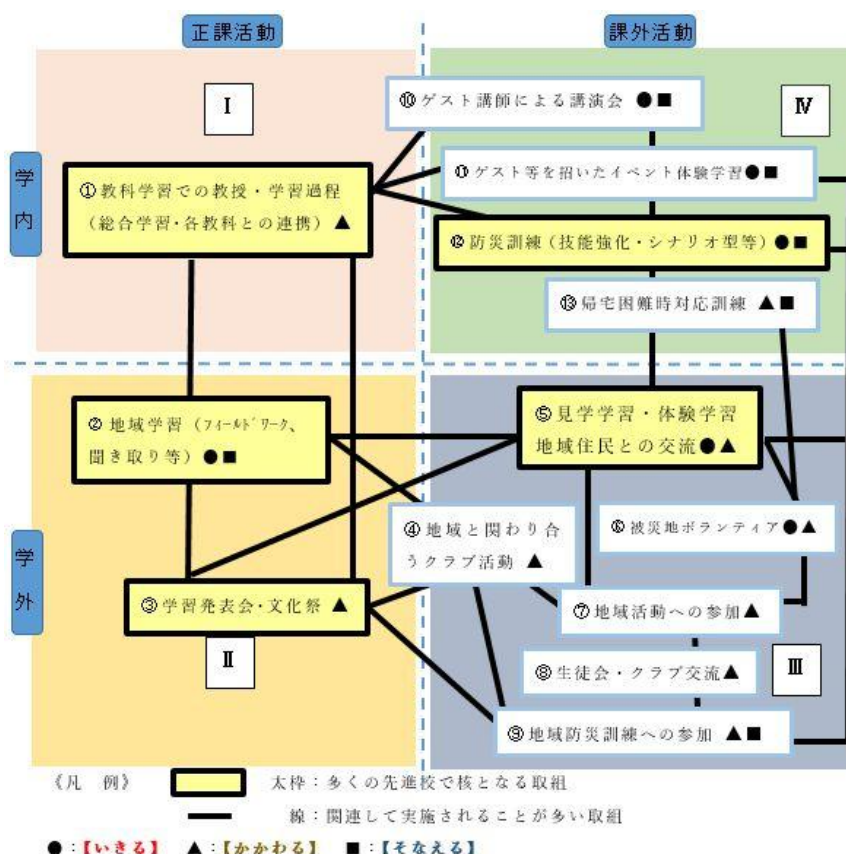 正課活動
課外活動
学内
学外
Ⅰ
Ⅳ
⑩ゲスト講師による講演会 ●■
⑪ゲスト等を招いたイベント体験学習●■
①教科学習での教授・学習過程
(総合学習・各教科との連携) ▲
⑫防災訓練(技能強化・シナリオ型等)●■
⑬帰宅困難時対応訓練 ▲■
②地域学習(フィールドワーク、
聞き取り等)●■
⑤見学学習・体験学習
地域住民との交流●▲
④地域と関わり合
うクラブ活動 ▲
⑥被災地ボランティア●▲
③学習発表会・文化祭 ▲
⑦地域活動への参加▲
Ⅱ
⑧生徒会・クラブ交流▲
Ⅲ
⑨地域防災訓練への参加 ▲■
《凡 例》 太枠:多くの先進校で核となる取組
線:関連して実施されることが多い取組
●:【いきる】 ▲:【かかわる】 ■:【そなえる】